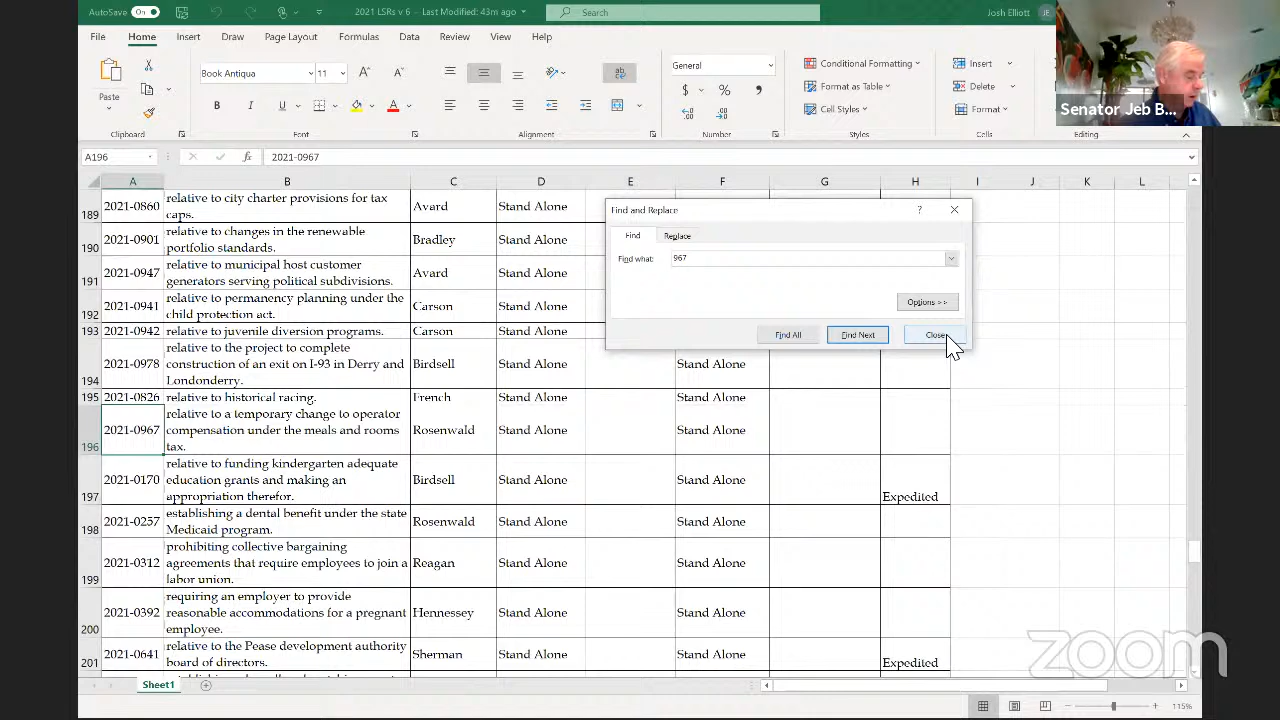 AutoSave On 2021 LSRs v 6 – Last Modified: 43m ago Search Josh Elliott JE
File Home Insert Draw Page Layout Formulas Data Review View Help
Paste Book Antiqua 11 General Conditional Formatting Insert
B I U A $ % , Format as Table Delete
Cell Styles Format
Clipboard Font Alignment Number Styles Cells Editing
Senator Jeb B...
A196 fx 2021-0967
A B C D E F G H I J K L
189 2021-0860 relative to city charter provisions for tax Avard Stand Alone
caps.
190 2021-0901 relative to changes in the renewable Bradley Stand Alone
portfolio standards.
191 2021-0947 relative to municipal host customer Avard Stand Alone
generators serving political subdivisions.
192 2021-0941 relative to permanency planning under the Carson Stand Alone
child protection act.
193 2021-0942 relative to juvenile diversion programs. Carson Stand Alone
194 2021-0978 relative to the project to complete Birdsell Stand Alone Stand Alone
construction of an exit on I-93 in Derry and
Londonderry.
195 2021-0826 relative to historical racing. French Stand Alone Stand Alone
196 2021-0967 relative to a temporary change to operator Rosenwald Stand Alone Stand Alone
compensation under the meals and rooms
tax.
197 2021-0170 relative to funding kindergarten adequate Birdsell Stand Alone Stand Alone Expedited
education grants and making an
appropriation therefor.
198 2021-0257 establishing a dental benefit under the state Rosenwald Stand Alone Stand Alone
Medicaid program.
199 2021-0312 prohibiting collective bargaining Reagan Stand Alone Stand Alone
agreements that require employees to join a
labor union.
200 2021-0392 requiring an employer to provide Hennessey Stand Alone Stand Alone
reasonable accommodations for a pregnant
employee.
201 2021-0641 relative to the Pease development authority Sherman Stand Alone Stand Alone Expedited
board of directors.
Find and Replace ?
Find Replace
Find what: 967
Options >>
Find All Find Next Close
Sheet1
115%
zoom